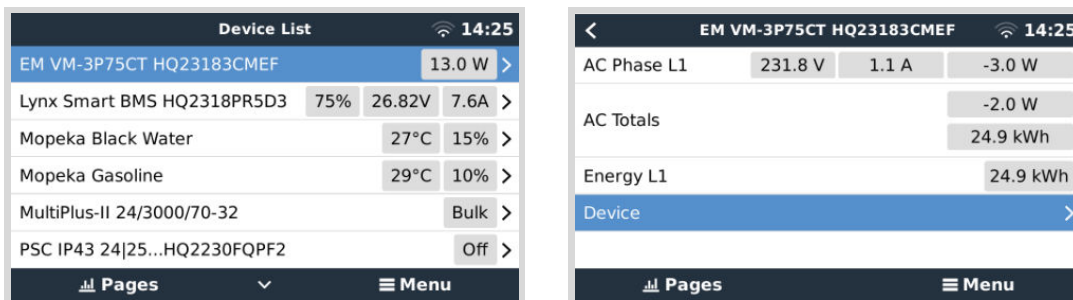 Device List 14:25
EM VM-3P75CT HQ23183CMEF 13.0 W
Lynx Smart BMS HQ2318PR5D3 75% 26.82V 7.6A
Mopeka Black Water 27°C 15%
Mopeka Gasoline 29°C 10%
MultiPlus-II 24/3000/70-32 Bulk
PSC IP43 24|25...HQ2230FQPF2 Off
Pages Menu
EM VM-3P75CT HQ23183CMEF 14:25
AC Phase L1 231.8 V 1.1 A -3.0 W
AC Totals -2.0 W
24.9 kWh
Energy L1 24.9 kWh
Device
Pages Menu